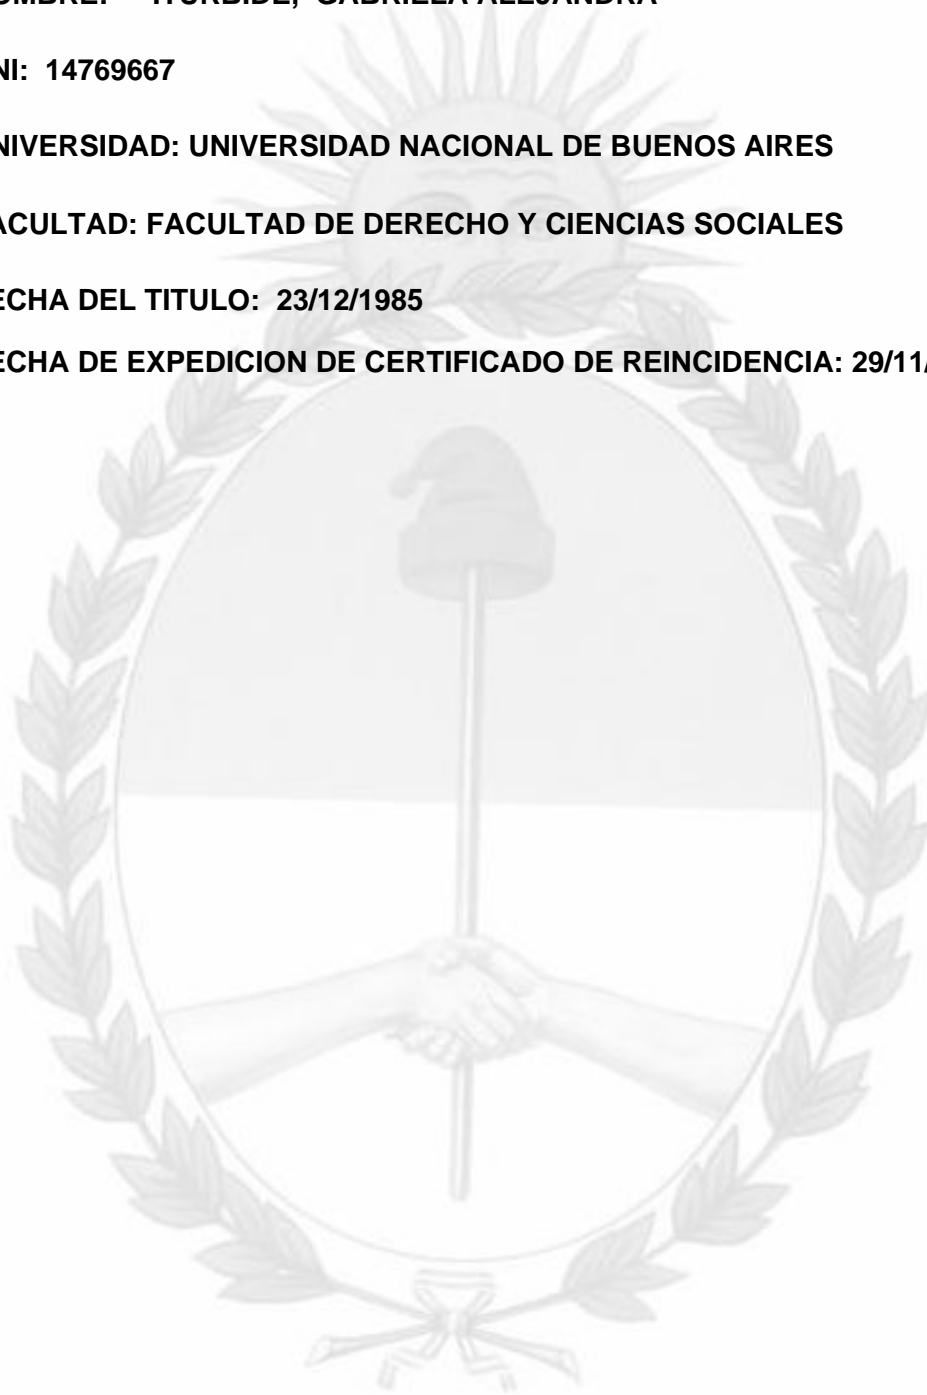 OMBRE: ITURBIDE, GABRIELA ALEJANDRA
NI: 14769667
NIVERSIDAD: UNIVERSIDAD NACIONAL DE BUENOS AIRES
ACULTAD: FACULTAD DE DERECHO Y CIENCIAS SOCIALES
ECHA DEL TITULO: 23/12/1985
ECHA DE EXPEDICION DE CERTIFICADO DE REINCIDENCIA: 29/11/